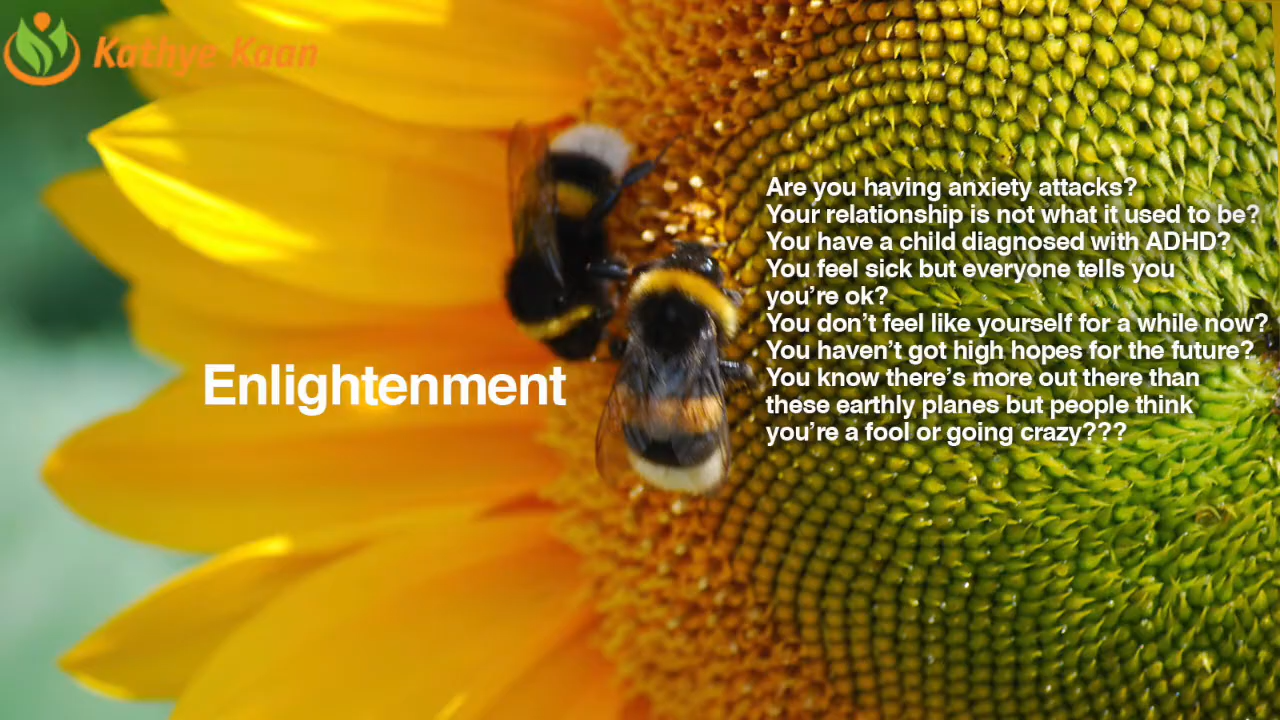 Kathye Kaan
Are you having anxiety attacks?
Your relationship is not what it used to be?
You have a child diagnosed with ADHD?
You feel sick but everyone tells you
you're ok?
You don't feel like yourself for a while now?
You haven't got high hopes for the future?
You know there's more out there than
these earthly planes but people think
you're a fool or going crazy???
Enlightenment